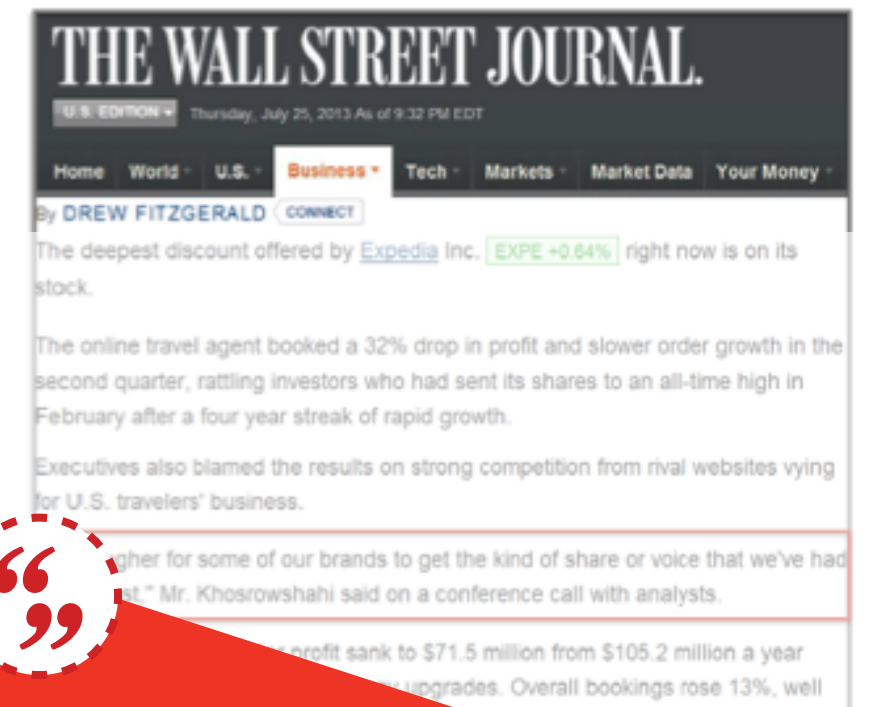 THE WALL STREET JOURNAL.
U.S. EDITION Thursday, July 25, 2013 As of 9:32 PM EDT
Home World U.S. Business Tech Markets Market Data Your Money
By DREW FITZGERALD CONNECT
The deepest discount offered by Expedia Inc. EXPE +0.64% right now is on its
stock.
The online travel agent booked a 32% drop in profit and slower order growth in the
second quarter, rattling investors who had sent its shares to an all-time high in
February after a four year streak of rapid growth.
Executives also blamed the results on strong competition from rival websites vying
for U.S. travelers' business.
for some of our brands to get the kind of share or voice that we've had
Mr. Khosrowshahi said on a conference call with analysts.
profit sank to $71.5 million from $105.2 million a year
upgrades. Overall bookings rose 13%, well